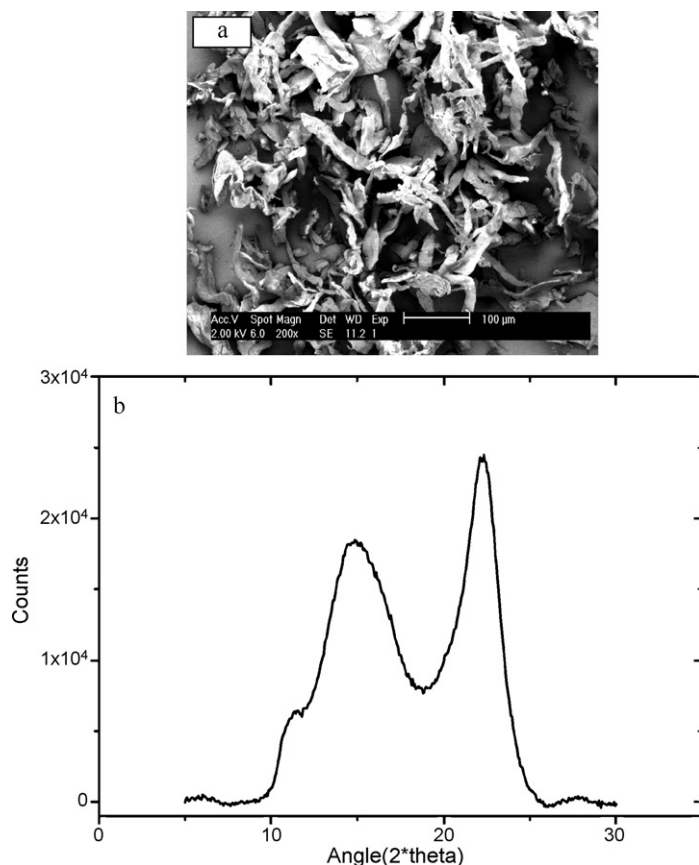 a
Acc.V Spot Magn Det WD Exp
2.00 kV 6.0 200x SE 11.2 1
100 µm
b
3x10⁴
2x10⁴
1x10⁴
0
0 10 20 30
Counts
Angle(2*theta)